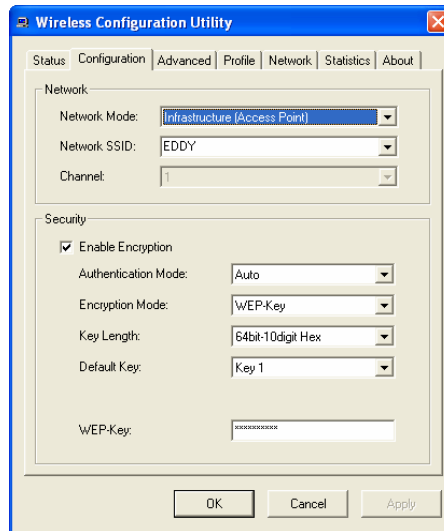 Wireless Configuration Utility
Status Configuration Advanced Profile Network Statistics About
Network
Network Mode: Infrastructure (Access Point)
Network SSID: EDDY
Channel: 1
Security
Enable Encryption
Authentication Mode: Auto
Encryption Mode: WEP-Key
Key Length: 64bit-10digit Hex
Default Key: Key 1
WEP-Key: **********
OK Cancel Apply